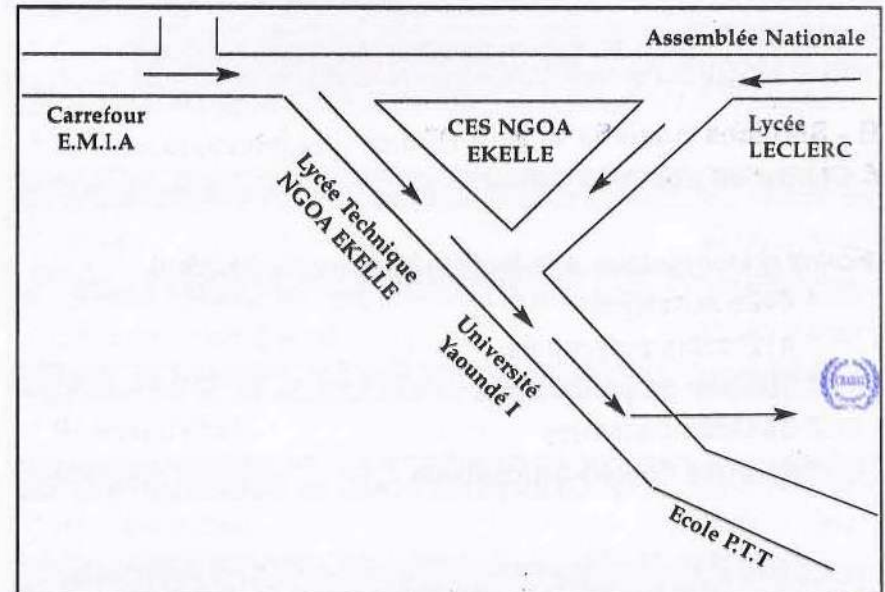 Assemblée Nationale
Carrefour
E.M.I.A
CES NGOA
EKELLE
Lycée
LECLERC
Lycée Technique
NGOA EKELLE
Université
Yaoundé I
Ecole P.T.T